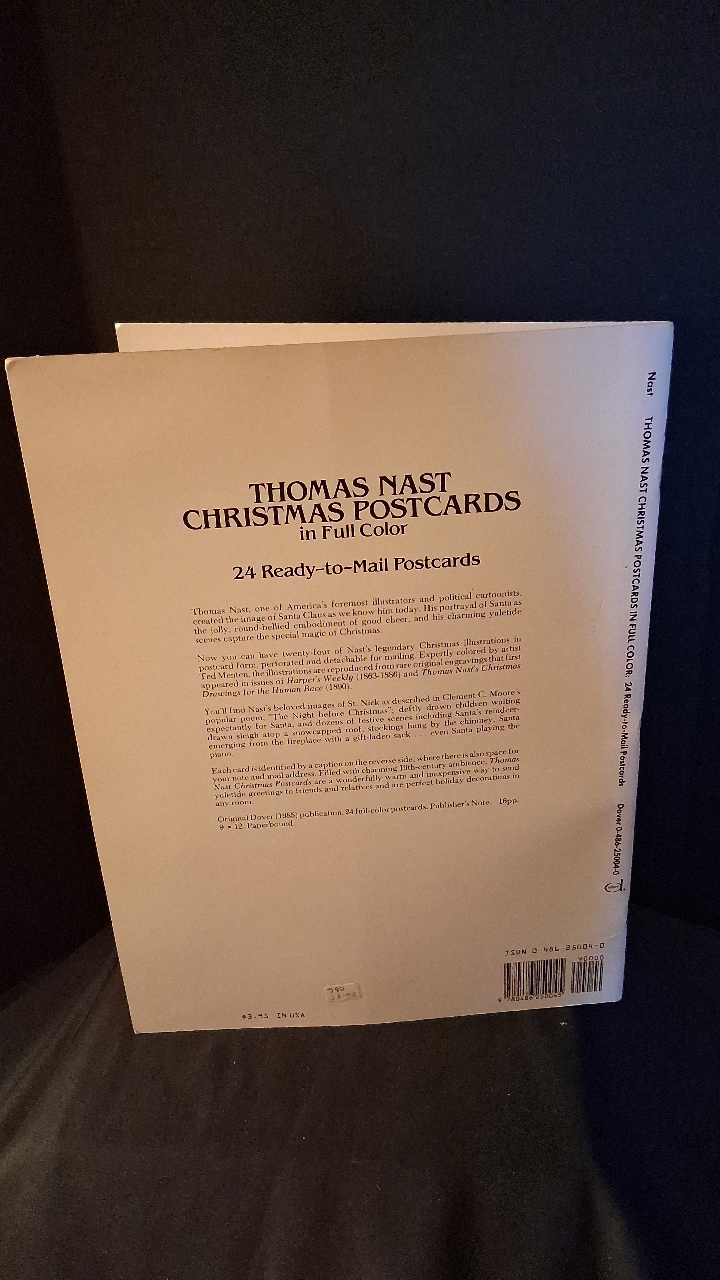 THOMAS NAST
CHRISTMAS POSTCARDS
in Full Color
24 Ready-to-Mail Postcards
Thomas Nast, one of America's foremost illustrators and political cartoonists,
created the image of Santa Claus as we know him today. His portrayal of Santa as
the jolly, round-bellied embodiment of good cheer, and his charming yuletide
scenes capture the special magic of Christmas.
Now you can have twenty-four of Nast's legendary Christmas illustrations in
postcard form, perforated and detachable for mailing. Expertly colored by artist
Ted Menten, the illustrations are reproduced from rare original engravings that first
appeared in issues of Harper's Weekly (1863-1886) and Thomas Nast's Christmas
Drawings for the Human Race (1890).
You'll find Nast's beloved images of St. Nick as described in Clement C. Moore's
popular poem, "The Night before Christmas"; deftly drawn children waiting
expectantly for Santa, and dozens of festive scenes including Santa's reindeer-
drawn sleigh atop a snowcapped roof, stockings hung by the chimney, Santa
emerging from the fireplace with a gift-laden sack . . . even Santa playing the
piano.
Each card is identified by a caption on the reverse side, where there is also space for
your note and mail address. Filled with charming 19th-century ambience, Thomas
Nast Christmas Postcards are a wonderfully warm and inexpensive way to send
yuletide greetings to friends and relatives and are perfect holiday decorations in
any room.
Original Dover (1985) publication. 24 full-color postcards. Publisher's Note. 16pp.
9 × 12. Paperbound.
ISBN 0-486-25004-0
90000
9 780486 250045
$3.95 IN USA
Nast THOMAS NAST CHRISTMAS POSTCARDS IN FULL COLOR: 24 Ready-to-Mail Postcards Dover 0-486-25004-0